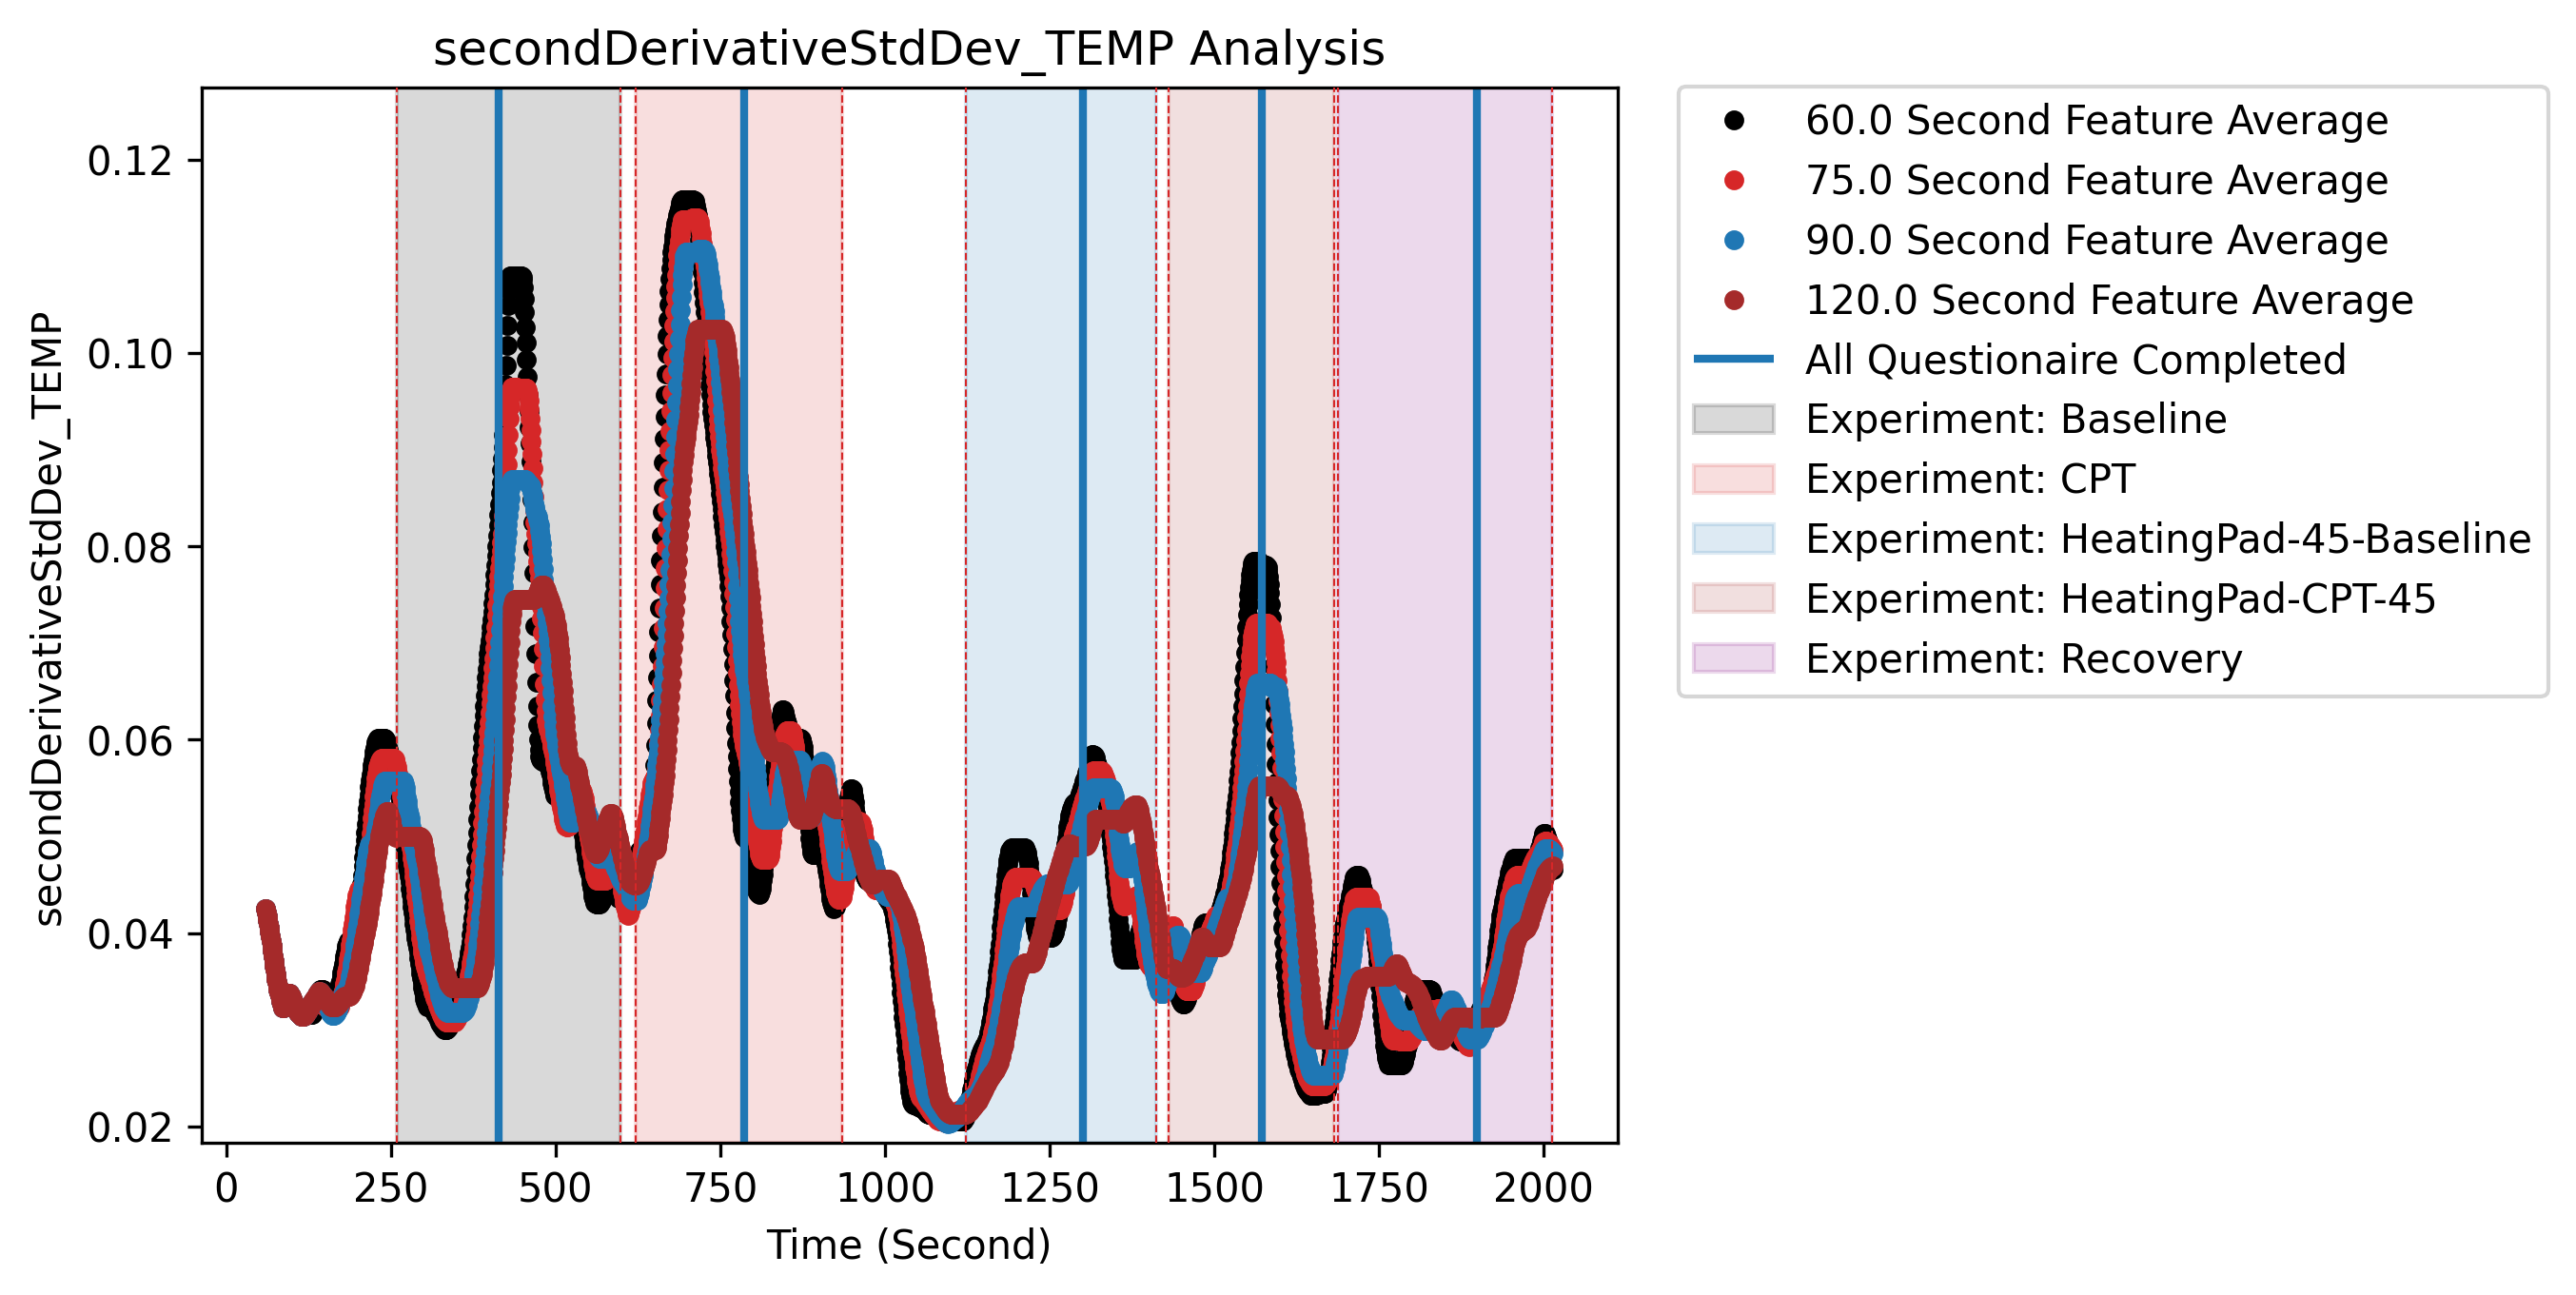 secondDerivativeStdDev_TEMP Analysis
secondDerivativeStdDev_TEMP
0.12
0.10
0.08
0.06
0.04
0.02
0 250 500 750 1000 1250 1500 1750 2000
Time (Second)
60.0 Second Feature Average
75.0 Second Feature Average
90.0 Second Feature Average
120.0 Second Feature Average
All Questionaire Completed
Experiment: Baseline
Experiment: CPT
Experiment: HeatingPad-45-Baseline
Experiment: HeatingPad-CPT-45
Experiment: Recovery